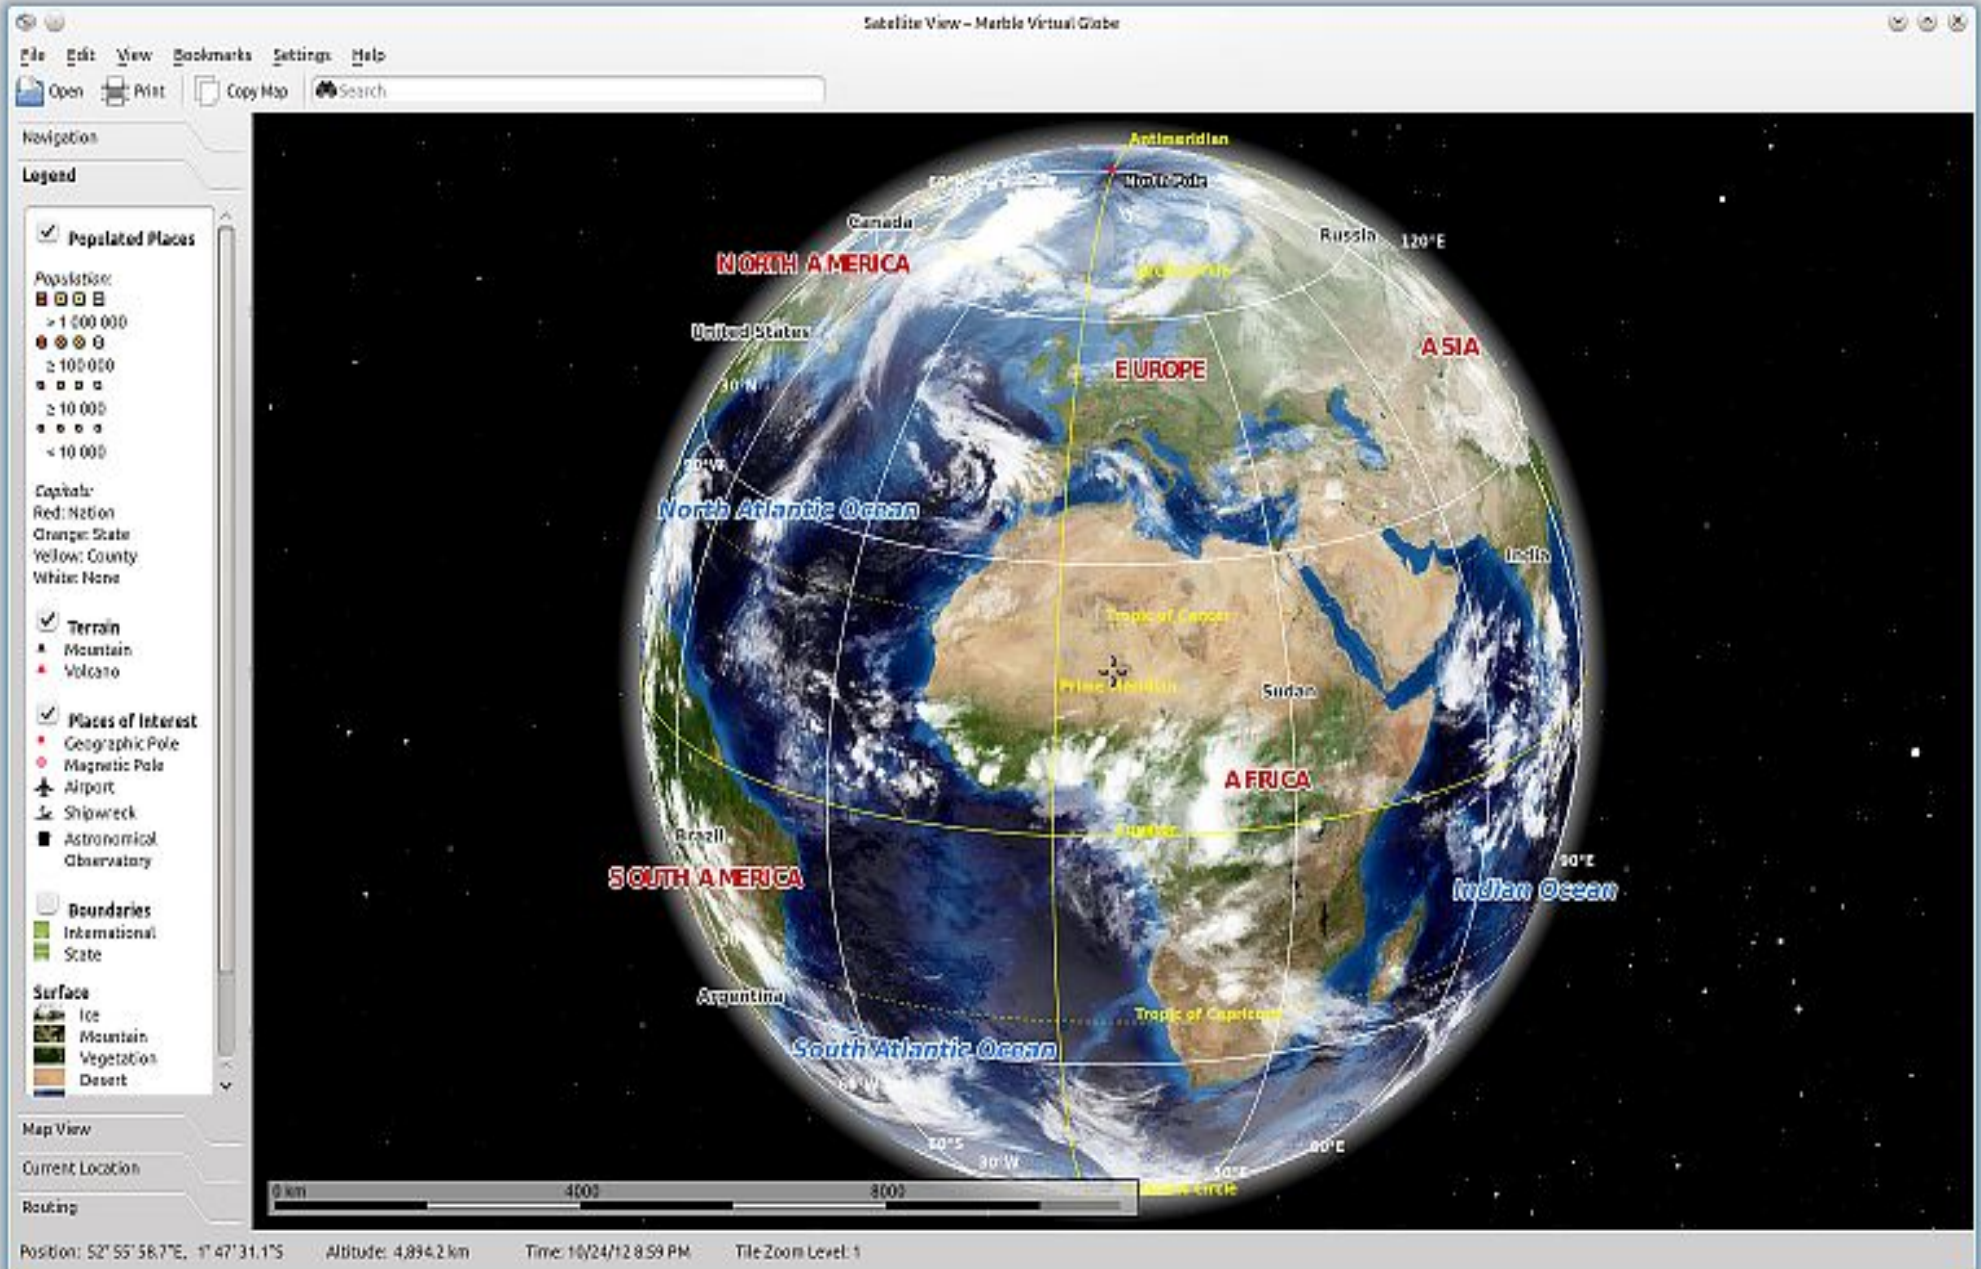 Satellite View – Marble Virtual Globe
File Edit View Bookmarks Settings Help
Open Print Copy Map Search
Navigation
Legend
Populated Places
Population:
> 1 000 000
≥ 100 000
≥ 10 000
< 10 000
Capitals:
Red: Nation
Orange: State
Yellow: County
White: None
Terrain
Mountain
Volcano
Places of Interest
Geographic Pole
Magnetic Pole
Airport
Shipwreck
Astronomical
Observatory
Boundaries
International
State
Surface
Ice
Mountain
Vegetation
Desert
Map View
Current Location
Routing
Antimeridian
North Pole
Canada
Russia
120°E
NORTH AMERICA
United States
ASIA
EUROPE
30°N
90°W
North Atlantic Ocean
India
Tropic of Cancer
Prime Meridian
Sudan
AFRICA
Equator
Brazil
90°E
SOUTH AMERICA
Indian Ocean
Argentina
Tropic of Capricorn
South Atlantic Ocean
60°W
60°S
60°E
30°W
30°E
Circle
0 km 4000 8000
Position: 52° 55' 58.7"E, 1° 47' 31.1"S Altitude: 4,894.2 km Time: 10/24/12 8:59 PM Tile Zoom Level: 1